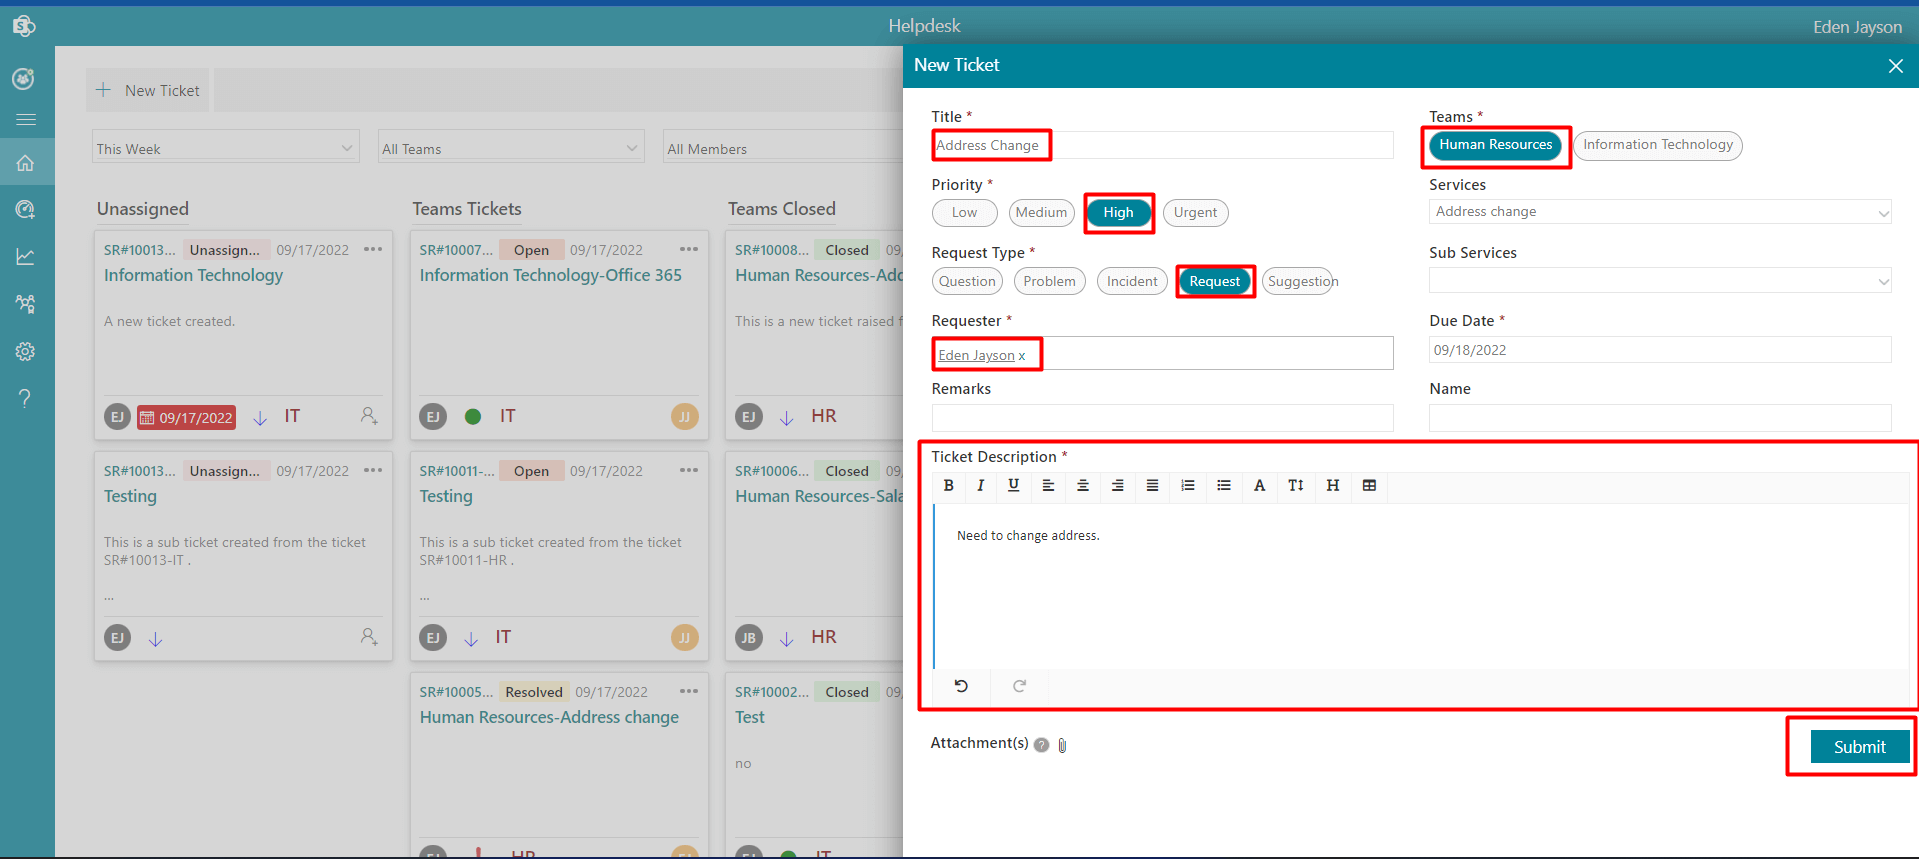 Helpdesk
Eden Jayson
New Ticket
This Week
All Teams
All Members
Unassigned
SR#10013... Unassign... 09/17/2022
Information Technology
A new ticket created.
EJ 09/17/2022 IT
SR#10013... Unassign... 09/17/2022
Testing
This is a sub ticket created from the ticket
SR#10013-IT .
...
EJ
Teams Tickets
SR#10007... Open 09/17/2022
Information Technology-Office 365
EJ IT JJ
SR#10011-... Open 09/17/2022
Testing
This is a sub ticket created from the ticket
SR#10011-HR .
...
EJ IT JJ
SR#10005... Resolved 09/17/2022
Human Resources-Address change
HR
Teams Closed
SR#10008... Closed 09/
Human Resources-Add
This is a new ticket raised f
EJ HR
SR#10006... Closed 09/
Human Resources-Sala
JB HR
SR#10002... Closed 09/
Test
no
IT
New Ticket
Title *
Address Change
Teams *
Human Resources Information Technology
Priority *
Low Medium High Urgent
Services
Address change
Request Type *
Question Problem Incident Request Suggestion
Sub Services
Requester *
Eden Jayson x
Due Date *
09/18/2022
Remarks
Name
Ticket Description *
B I U A T H
Need to change address.
Attachment(s) ?
Submit